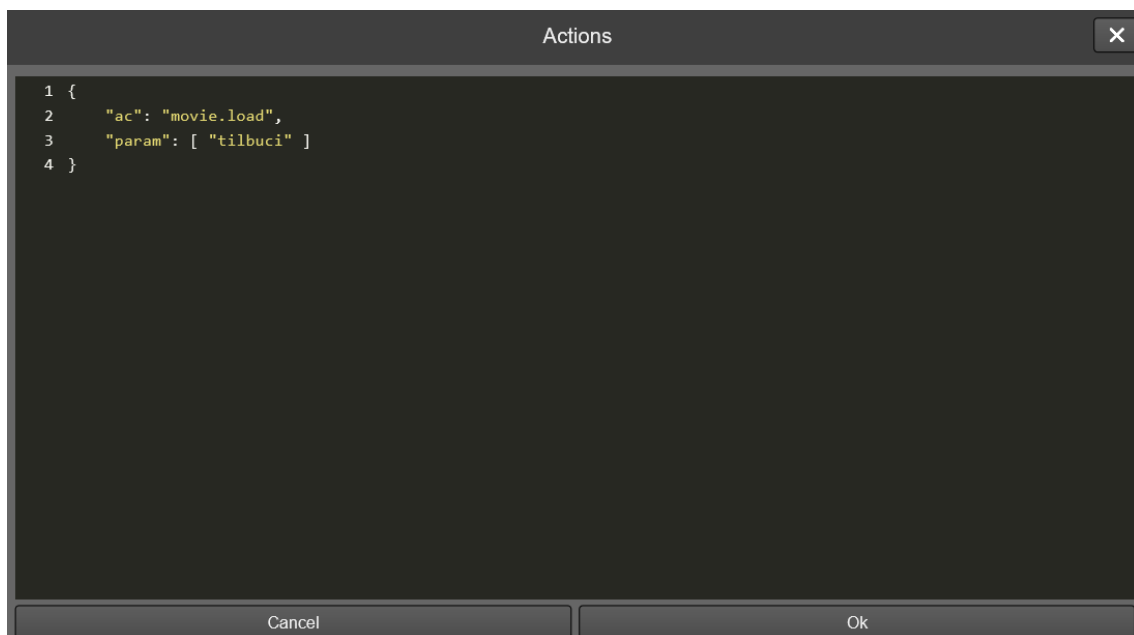 Actions
1 {
2     "ac": "movie.load",
3     "param": [ "tilbuci" ]
4 }
Cancel
Ok